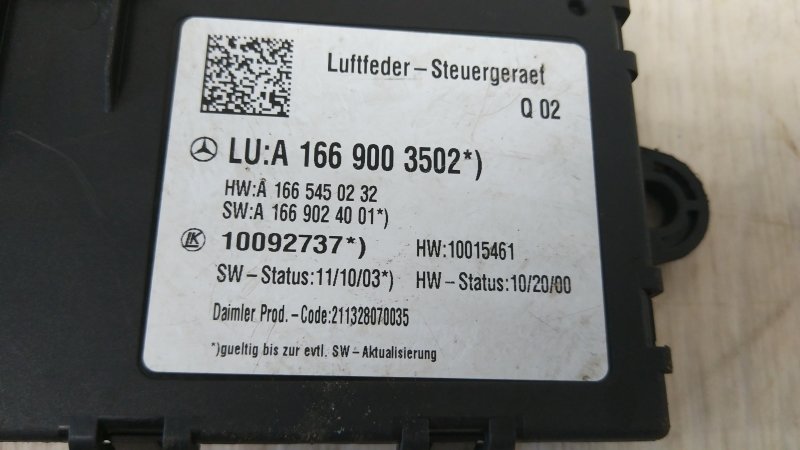 Luftfeder-Steuergeraet
Q 02
LU:A 166 900 3502*)
HW:A 166 545 02 32
SW:A 166 902 40 01*)
LK 10092737*) HW:10015461
SW-Status:11/10/03*) HW-Status:10/20/00
Daimler Prod.-Code:211328070035
*)gueltig bis zur evtl. SW-Aktualisierung